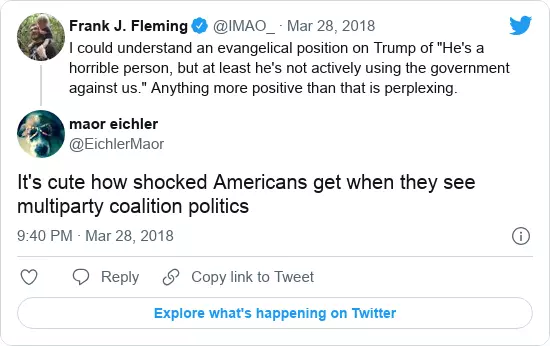 Frank J. Fleming @IMAO_ · Mar 28, 2018
I could understand an evangelical position on Trump of "He's a
horrible person, but at least he's not actively using the government
against us." Anything more positive than that is perplexing.
maor eichler
@EichlerMaor
It's cute how shocked Americans get when they see
multiparty coalition politics
9:40 PM · Mar 28, 2018
Reply Copy link to Tweet
Explore what's happening on Twitter